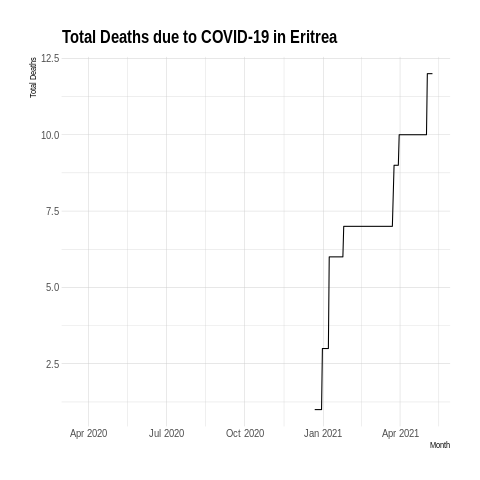 Total Deaths due to COVID-19 in Eritrea
Total Deaths
12.5
10.0
7.5
5.0
2.5
Apr 2020 Jul 2020 Oct 2020 Jan 2021 Apr 2021
Month